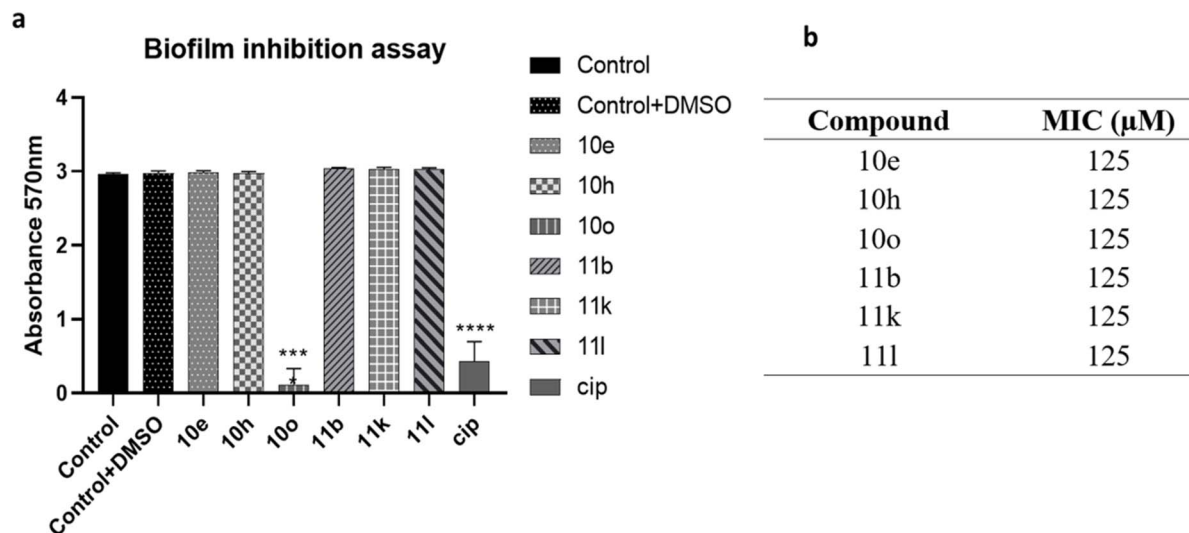 a
Biofilm inhibition assay
Absorbance 570nm
4
3
2
1
0
***
*
****
Control
Control+DMSO
10e
10h
10o
11b
11k
11l
cip
Control
Control+DMSO
10e
10h
10o
11b
11k
11l
cip
b
Compound MIC (µM)
10e 125
10h 125
10o 125
11b 125
11k 125
11l 125